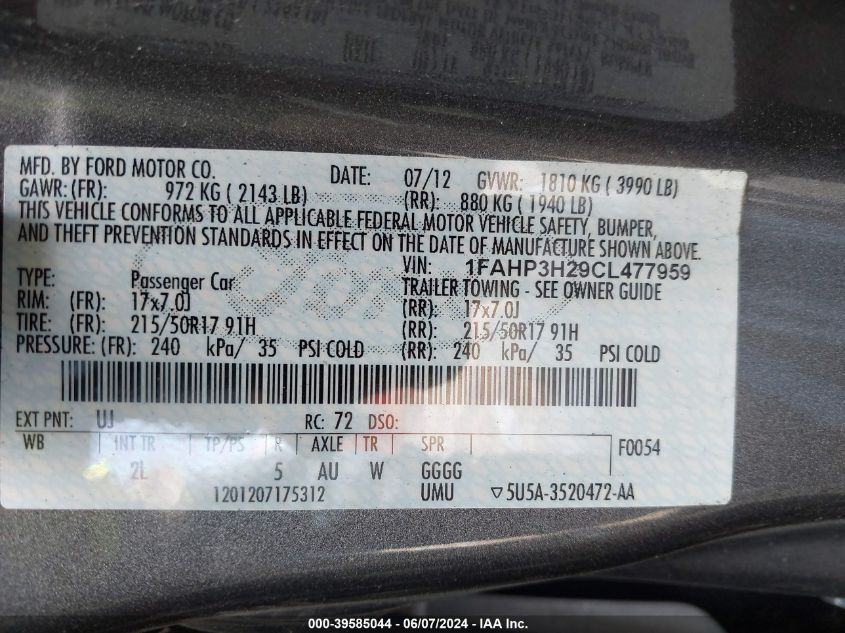 MFD. BY FORD MOTOR CO. DATE: 07/12 GVWR: 1810 KG ( 3990 LB)
GAWR: (FR): 972 KG ( 2143 LB) (RR): 880 KG ( 1940 LB)
THIS VEHICLE CONFORMS TO ALL APPLICABLE FEDERAL MOTOR VEHICLE SAFETY, BUMPER,
AND THEFT PREVENTION STANDARDS IN EFFECT ON THE DATE OF MANUFACTURE SHOWN ABOVE.
VIN: 1FAHP3H29CL477959
TYPE: Passenger Car TRAILER TOWING - SEE OWNER GUIDE
RIM: (FR): 17x7.0J (RR): 17x7.0J
TIRE: (FR): 215/50R17 91H (RR): 215/50R17 91H
PRESSURE: (FR): 240 kPa/ 35 PSI COLD (RR): 240 kPa/ 35 PSI COLD
EXT PNT: UJ RC: 72 DSO:
WB INT TR TP/PS R AXLE TR SPR F0054
2L 5 AU W GGGG
1201207175312 UMU ▽5U5A-3520472-AA
000-39585044 - 06/07/2024 - IAA Inc.